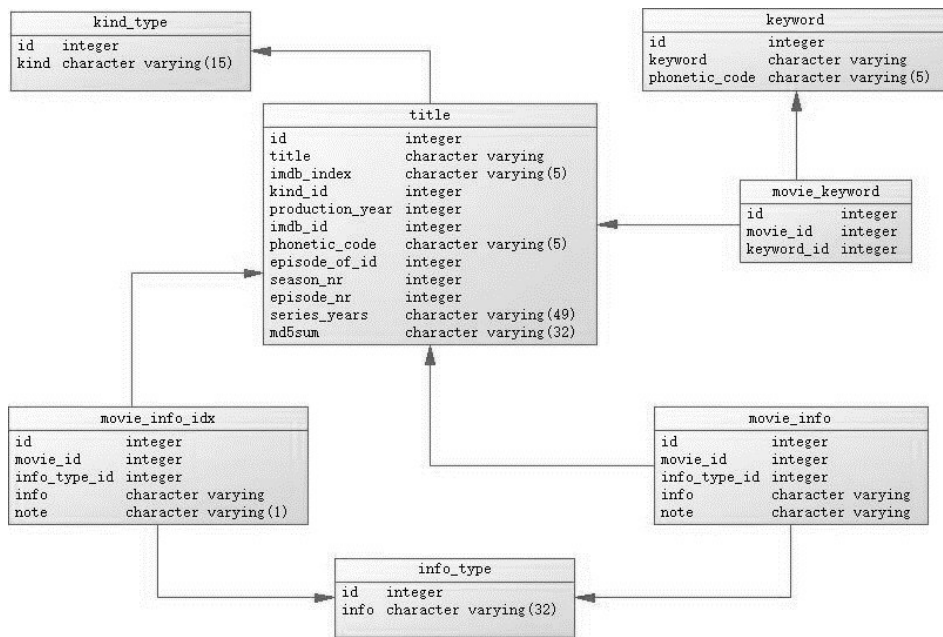 kind_type
id integer
kind character varying(15)
keyword
id integer
keyword character varying
phonetic_code character varying(5)
title
id integer
title character varying
imdb_index character varying(5)
kind_id integer
production_year integer
imdb_id integer
phonetic_code character varying(5)
episode_of_id integer
season_nr integer
episode_nr integer
series_years character varying(49)
md5sum character varying(32)
movie_keyword
id integer
movie_id integer
keyword_id integer
movie_info_idx
id integer
movie_id integer
info_type_id integer
info character varying
note character varying(1)
movie_info
id integer
movie_id integer
info_type_id integer
info character varying
note character varying
info_type
id integer
info character varying(32)